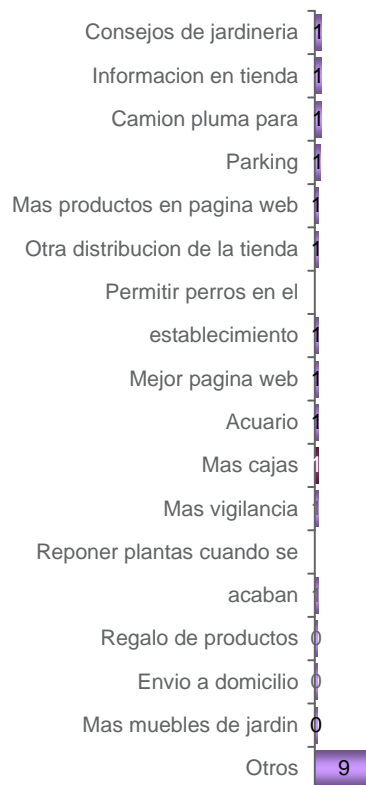 Consejos de jardineria 1
Informacion en tienda 1
Camion pluma para 1
Parking 1
Mas productos en pagina web 1
Otra distribucion de la tienda 1
Permitir perros en el
establecimiento 1
Mejor pagina web 1
Acuario 1
Mas cajas 1
Mas vigilancia 1
Reponer plantas cuando se
acaban 1
Regalo de productos 0
Envio a domicilio 0
Mas muebles de jardin 0
Otros 9